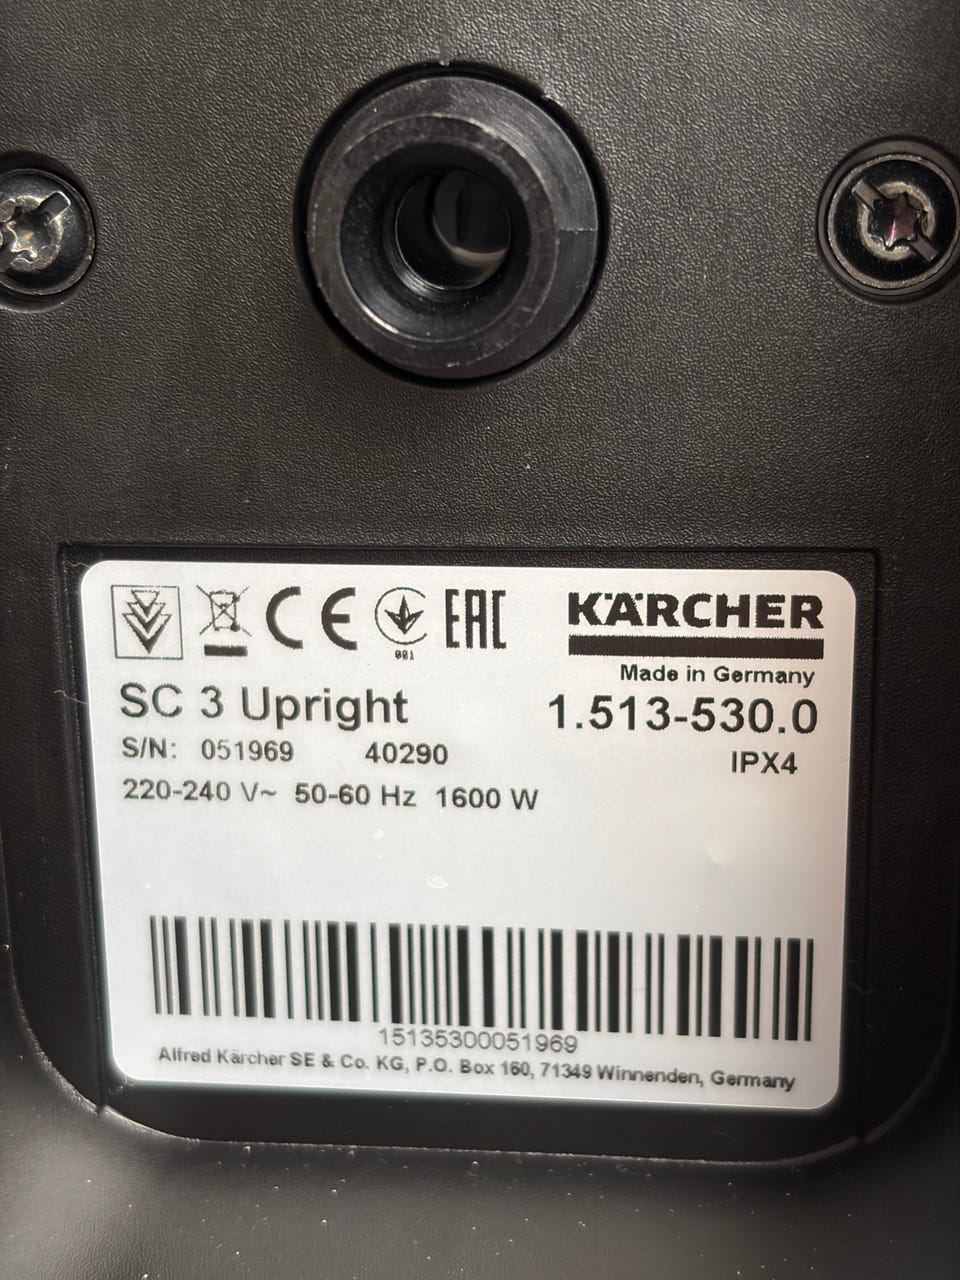 001
EAC
KÄRCHER
Made in Germany
SC 3 Upright
1.513-530.0
S/N: 051969 40290
IPX4
220-240 V~ 50-60 Hz 1600 W
15135300051969
Alfred Kärcher SE & Co. KG, P.O. Box 160, 71349 Winnenden, Germany